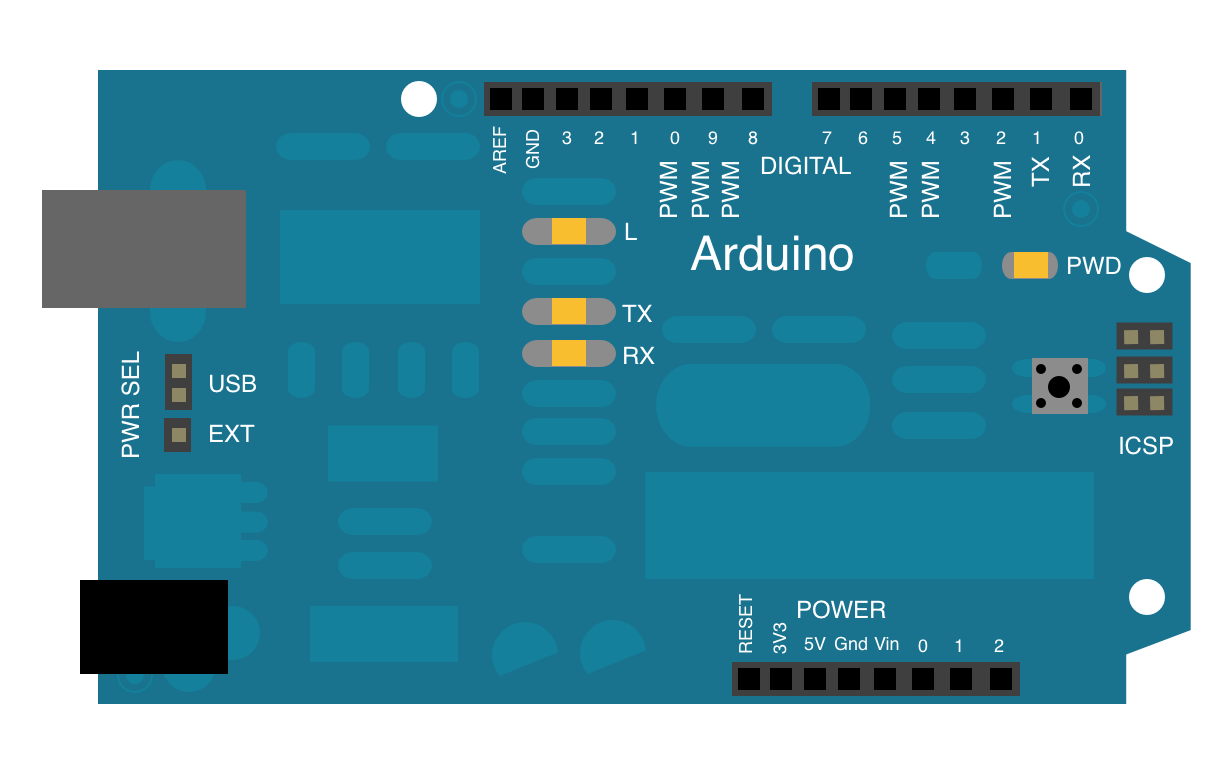 AREF GND 3 2 1 0 9 8 7 6 5 4 3 2 1 0
PWM PWM PWM DIGITAL PWM PWM PWM TX RX
L
Arduino
PWD
TX
RX
PWR SEL
USB
EXT
ICSP
POWER
RESET 3V3 5V Gnd Vin 0 1 2